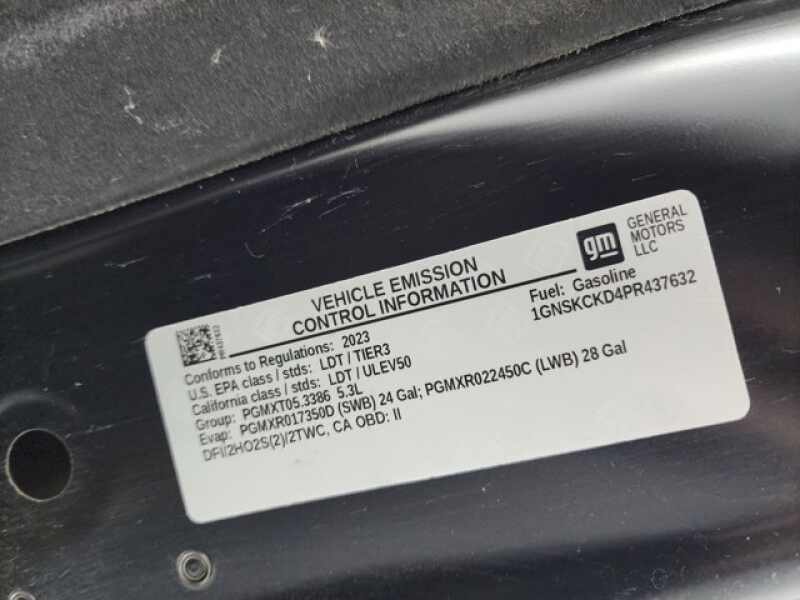 gm
GENERAL
MOTORS
LLC
VEHICLE EMISSION
CONTROL INFORMATION
Fuel: Gasoline
1GNSKCKD4PR437632
Conforms to Regulations: 2023
U.S. EPA class / stds: LDT / TIER3
California class / stds: LDT / ULEV50
Group: PGMXT05.3386 5.3L
Evap: PGMXR017350D (SWB) 24 Gal; PGMXR022450C (LWB) 28 Gal
DFI/2HO2S(2)/2TWC, CA OBD: II